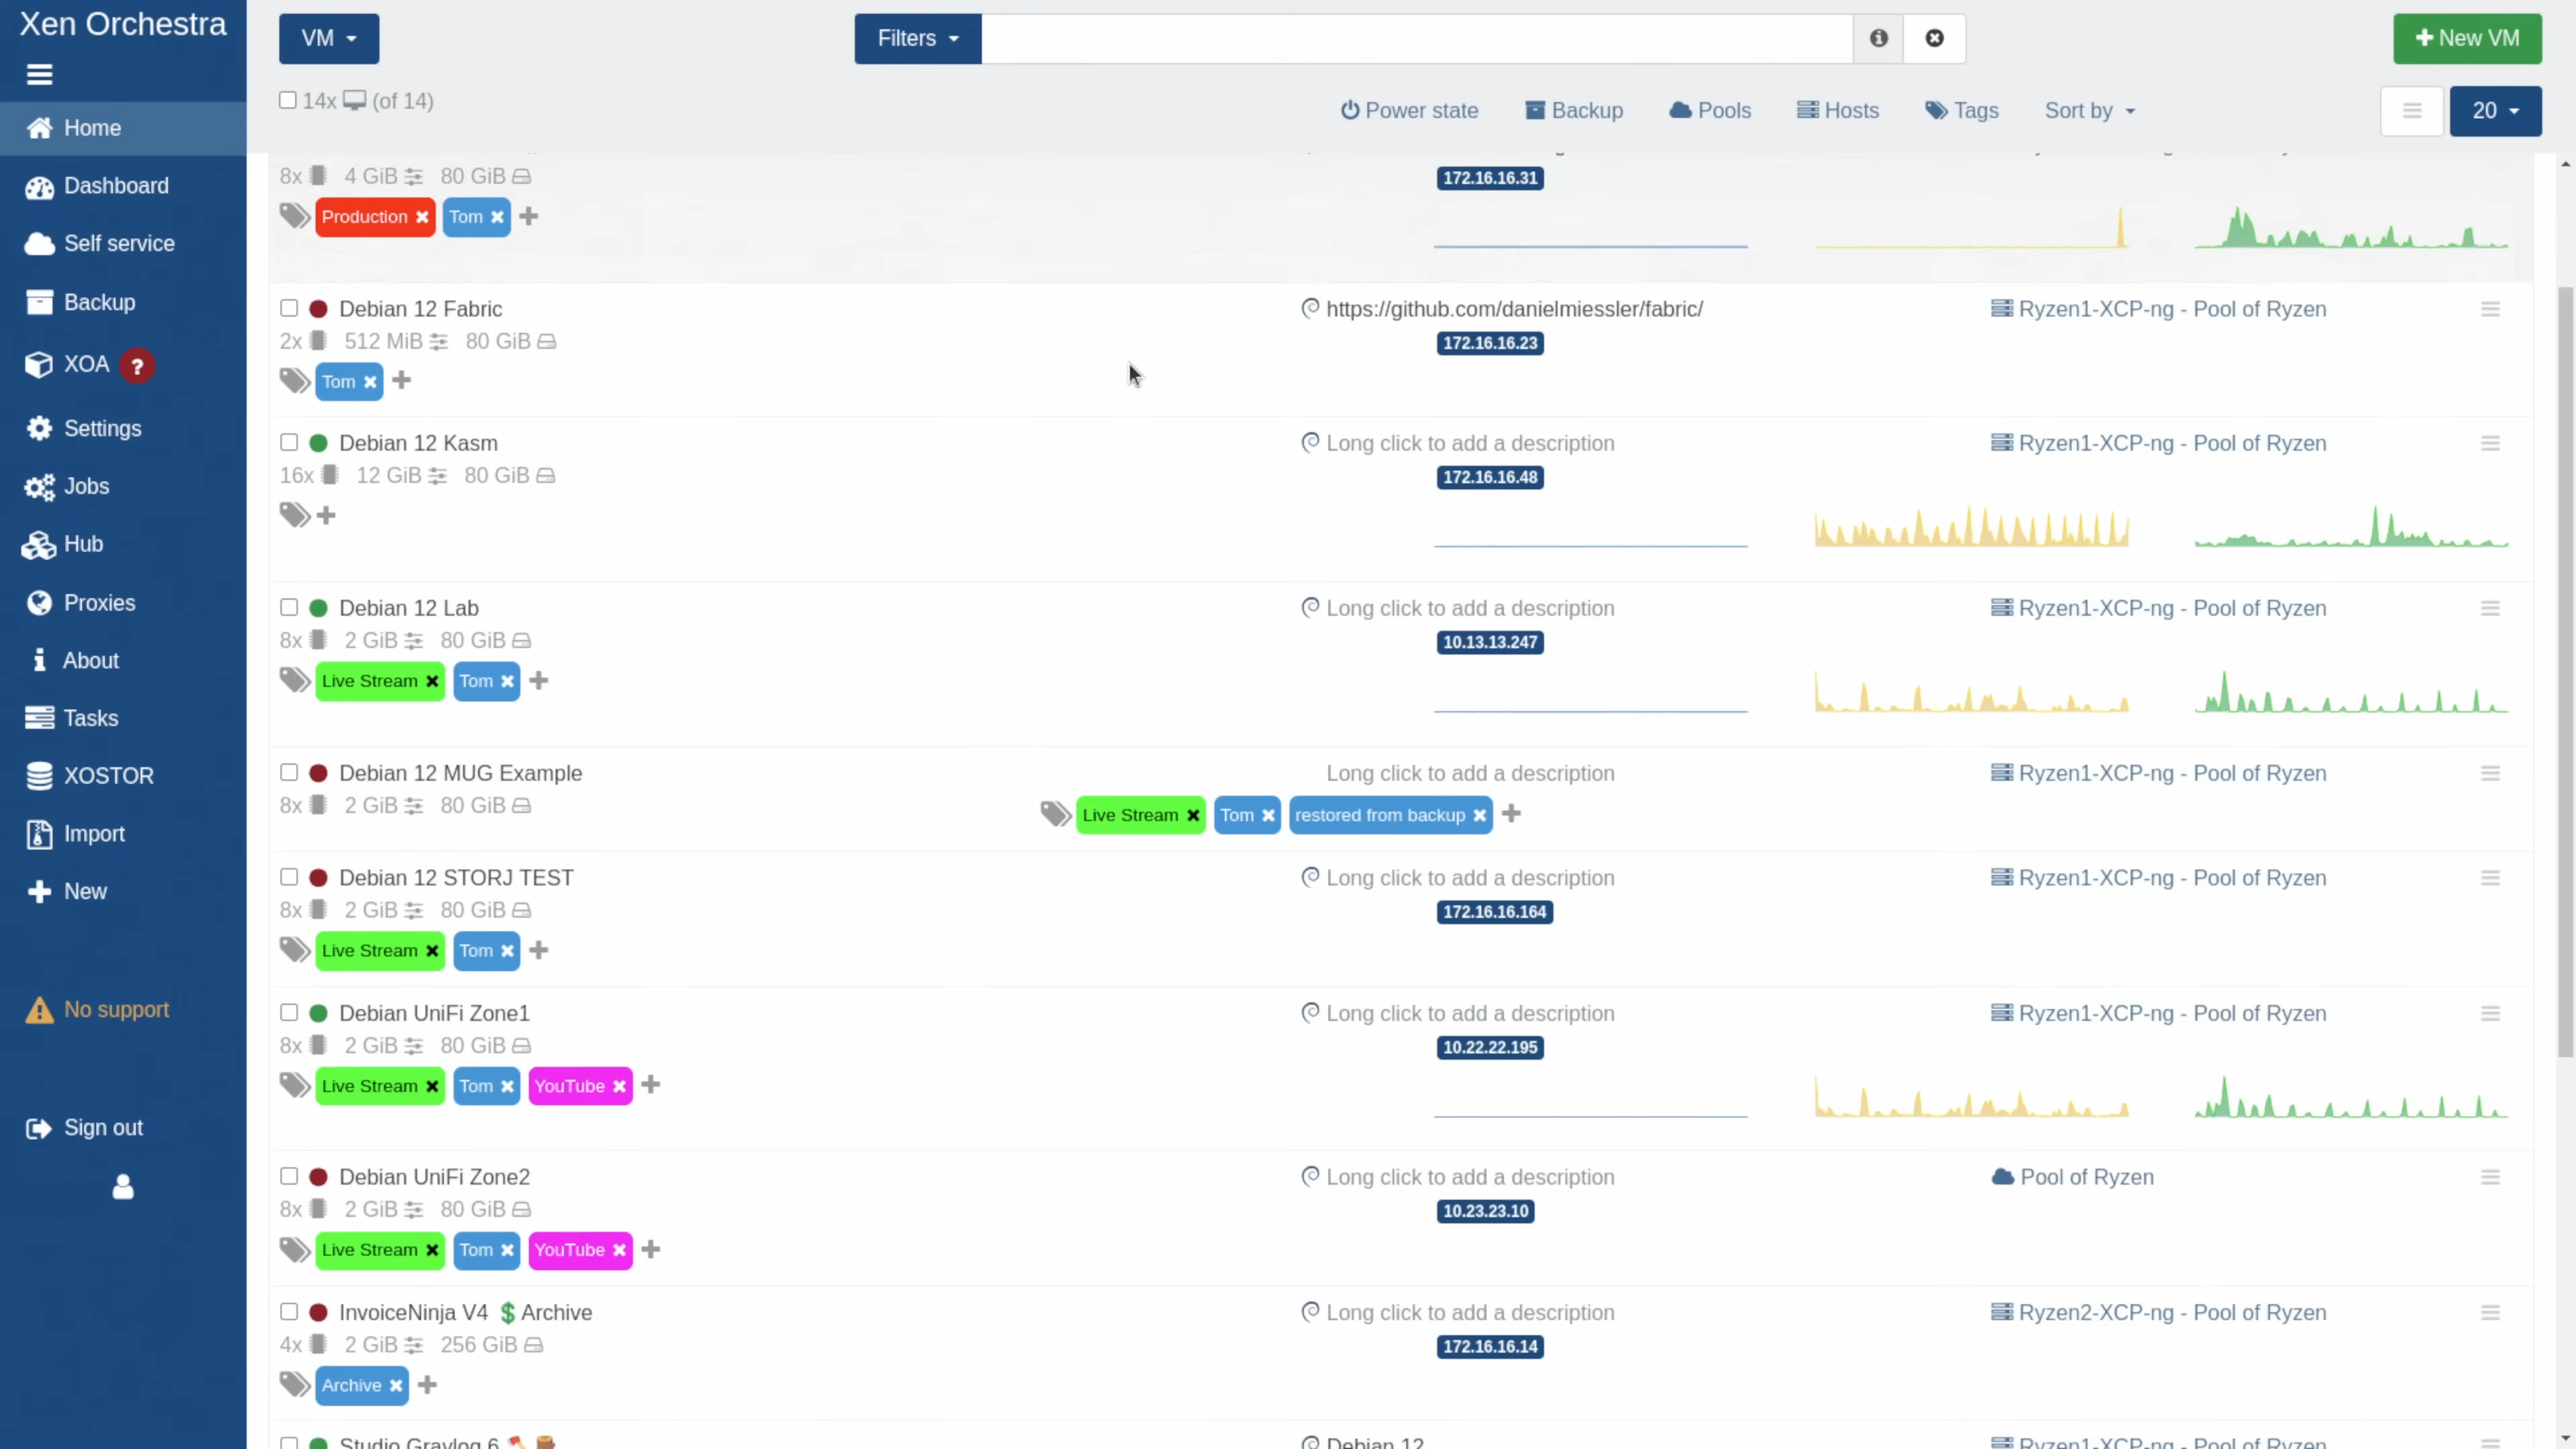 Xen Orchestra
VM
Filters
New VM
14x (of 14)
Power state
Backup
Pools
Hosts
Tags
Sort by
20
Home
Dashboard
Self service
Backup
XOA ?
Settings
Jobs
Hub
Proxies
About
Tasks
XOSTOR
Import
New
No support
Sign out
8x 4 GiB 80 GiB
172.16.16.31
Production Tom
Debian 12 Fabric
https://github.com/danielmiessler/fabric/
Ryzen1-XCP-ng - Pool of Ryzen
2x 512 MiB 80 GiB
172.16.16.23
Tom
Debian 12 Kasm
Long click to add a description
Ryzen1-XCP-ng - Pool of Ryzen
16x 12 GiB 80 GiB
172.16.16.48
Debian 12 Lab
Long click to add a description
Ryzen1-XCP-ng - Pool of Ryzen
8x 2 GiB 80 GiB
10.13.13.247
Live Stream Tom
Debian 12 MUG Example
Long click to add a description
Ryzen1-XCP-ng - Pool of Ryzen
8x 2 GiB 80 GiB
Live Stream Tom restored from backup
Debian 12 STORJ TEST
Long click to add a description
Ryzen1-XCP-ng - Pool of Ryzen
8x 2 GiB 80 GiB
172.16.16.164
Live Stream Tom
Debian UniFi Zone1
Long click to add a description
Ryzen1-XCP-ng - Pool of Ryzen
8x 2 GiB 80 GiB
10.22.22.195
Live Stream Tom YouTube
Debian UniFi Zone2
Long click to add a description
Pool of Ryzen
8x 2 GiB 80 GiB
10.23.23.10
Live Stream Tom YouTube
InvoiceNinja V4 💲Archive
Long click to add a description
Ryzen2-XCP-ng - Pool of Ryzen
4x 2 GiB 256 GiB
172.16.16.14
Archive
Studio Graylog 6 🪓 🪵
Debian 12
Ryzen1-XCP-ng - Pool of Ryzen